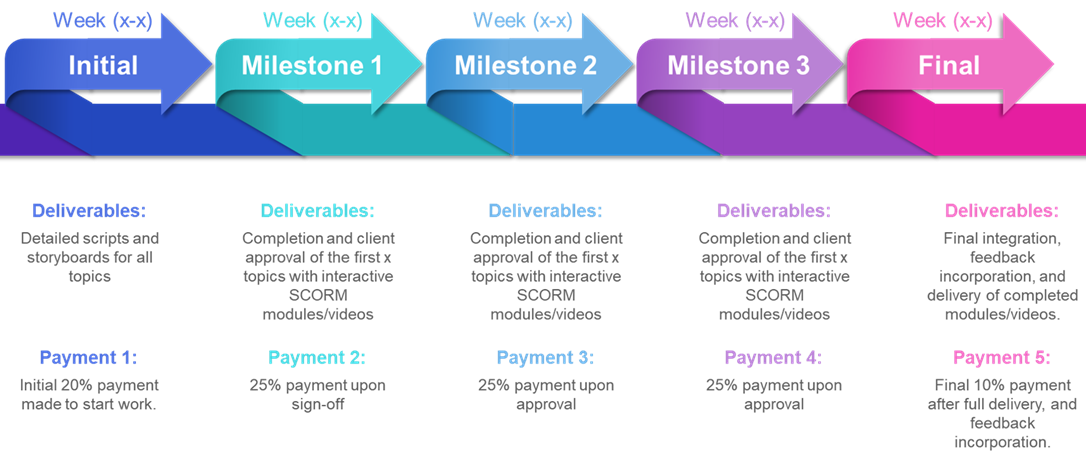 Week (x-x)
Week (x-x)
Week (x-x)
Week (x-x)
Week (x-x)
Initial
Milestone 1
Milestone 2
Milestone 3
Final
Deliverables:
Detailed scripts and
storyboards for all
topics
Deliverables:
Completion and client
approval of the first x
topics with interactive
SCORM
modules/videos
Deliverables:
Completion and client
approval of the first x
topics with interactive
SCORM
modules/videos
Deliverables:
Completion and client
approval of the first x
topics with interactive
SCORM
modules/videos
Deliverables:
Final integration,
feedback
incorporation, and
delivery of completed
modules/videos.
Payment 1:
Initial 20% payment
made to start work.
Payment 2:
25% payment upon
sign-off
Payment 3:
25% payment upon
approval
Payment 4:
25% payment upon
approval
Payment 5:
Final 10% payment
after full delivery, and
feedback
incorporation.